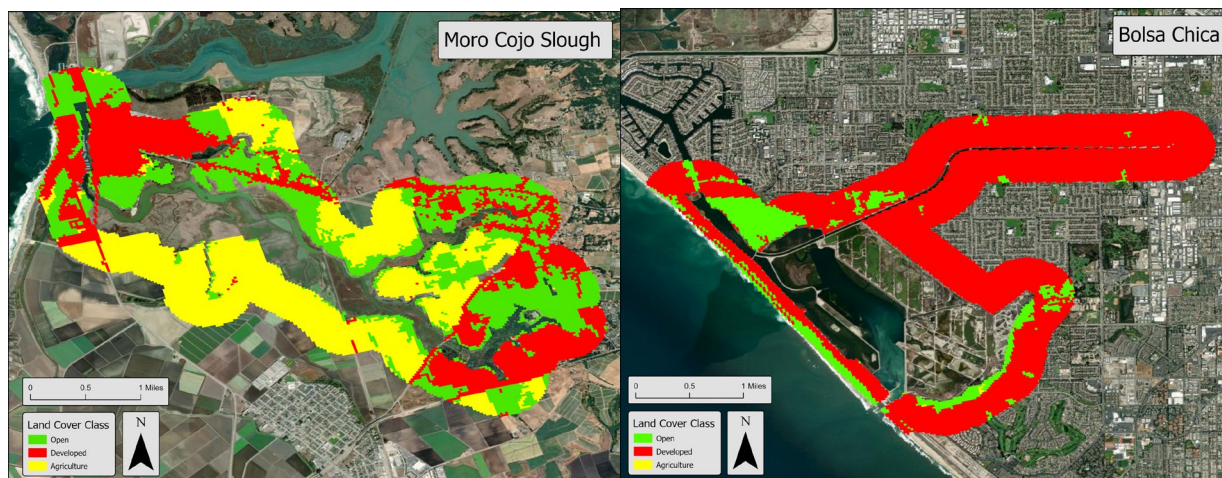 Moro Cojo Slough
0 0.5 1 Miles
Land Cover Class
Open
Developed
Agriculture
N
Bolsa Chica
0 0.5 1 Miles
Land Cover Class
Open
Developed
Agriculture
N